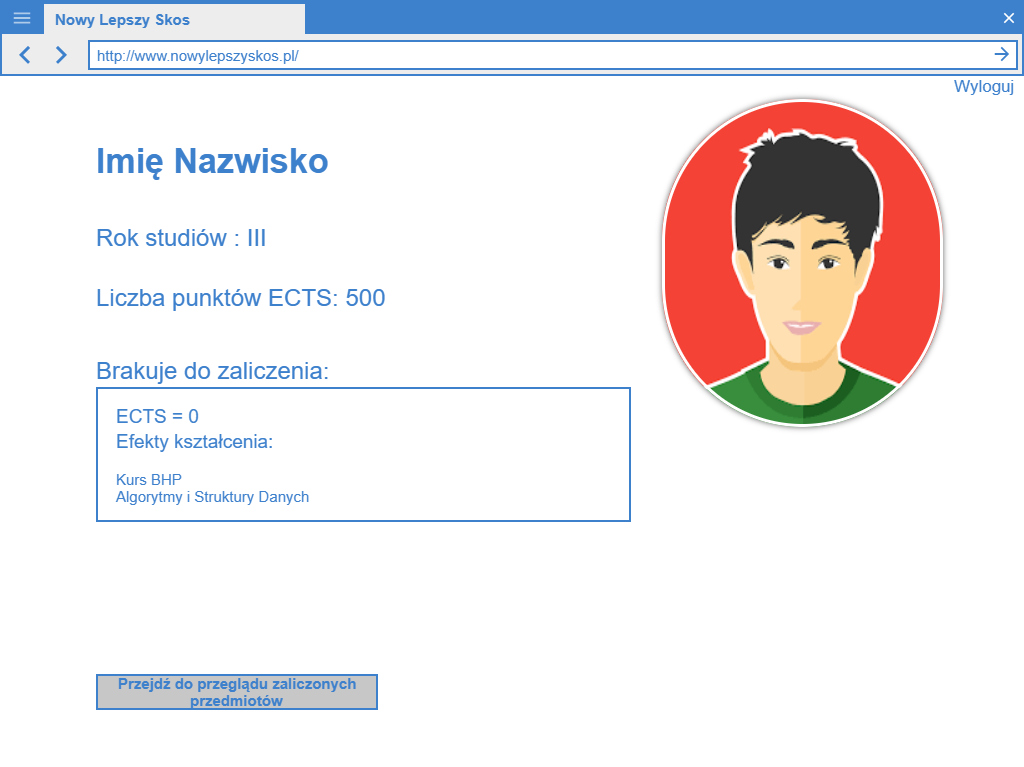 Nowy Lepszy Skos
http://www.nowylepszyskos.pl/
Wyloguj
Imię Nazwisko
Rok studiów : III
Liczba punktów ECTS: 500
Brakuje do zaliczenia:
ECTS = 0
Efekty kształcenia:
Kurs BHP
Algorytmy i Struktury Danych
Przejdź do przeglądu zaliczonych
przedmiotów